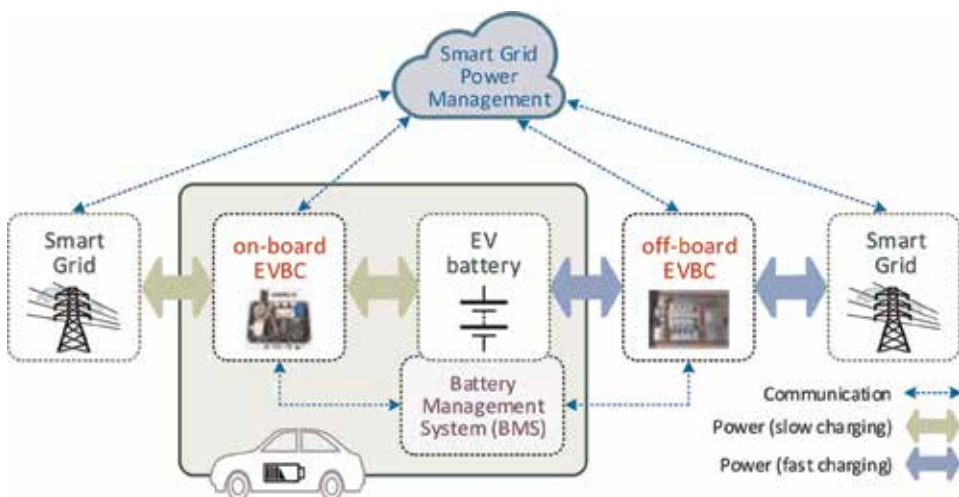 Smart Grid
Power
Management
Smart
Grid
on-board
EVBC
EV
battery
off-board
EVBC
Smart
Grid
Battery
Management
System (BMS)
Communication
Power (slow charging)
Power (fast charging)